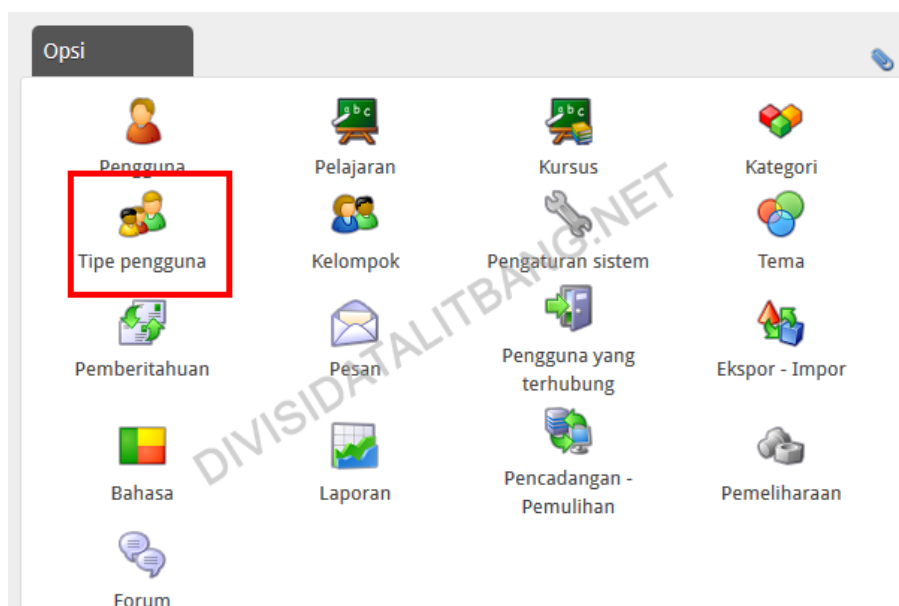 Opsi
Pengguna
Pelajaran
Kursus
Kategori
Tipe pengguna
Kelompok
Pengaturan sistem
Tema
Pemberitahuan
Pesan
Pengguna yang
terhubung
Ekspor - Impor
Bahasa
Laporan
Pencadangan -
Pemulihan
Pemeliharaan
Forum
DIVISIDATALITBANG.NET